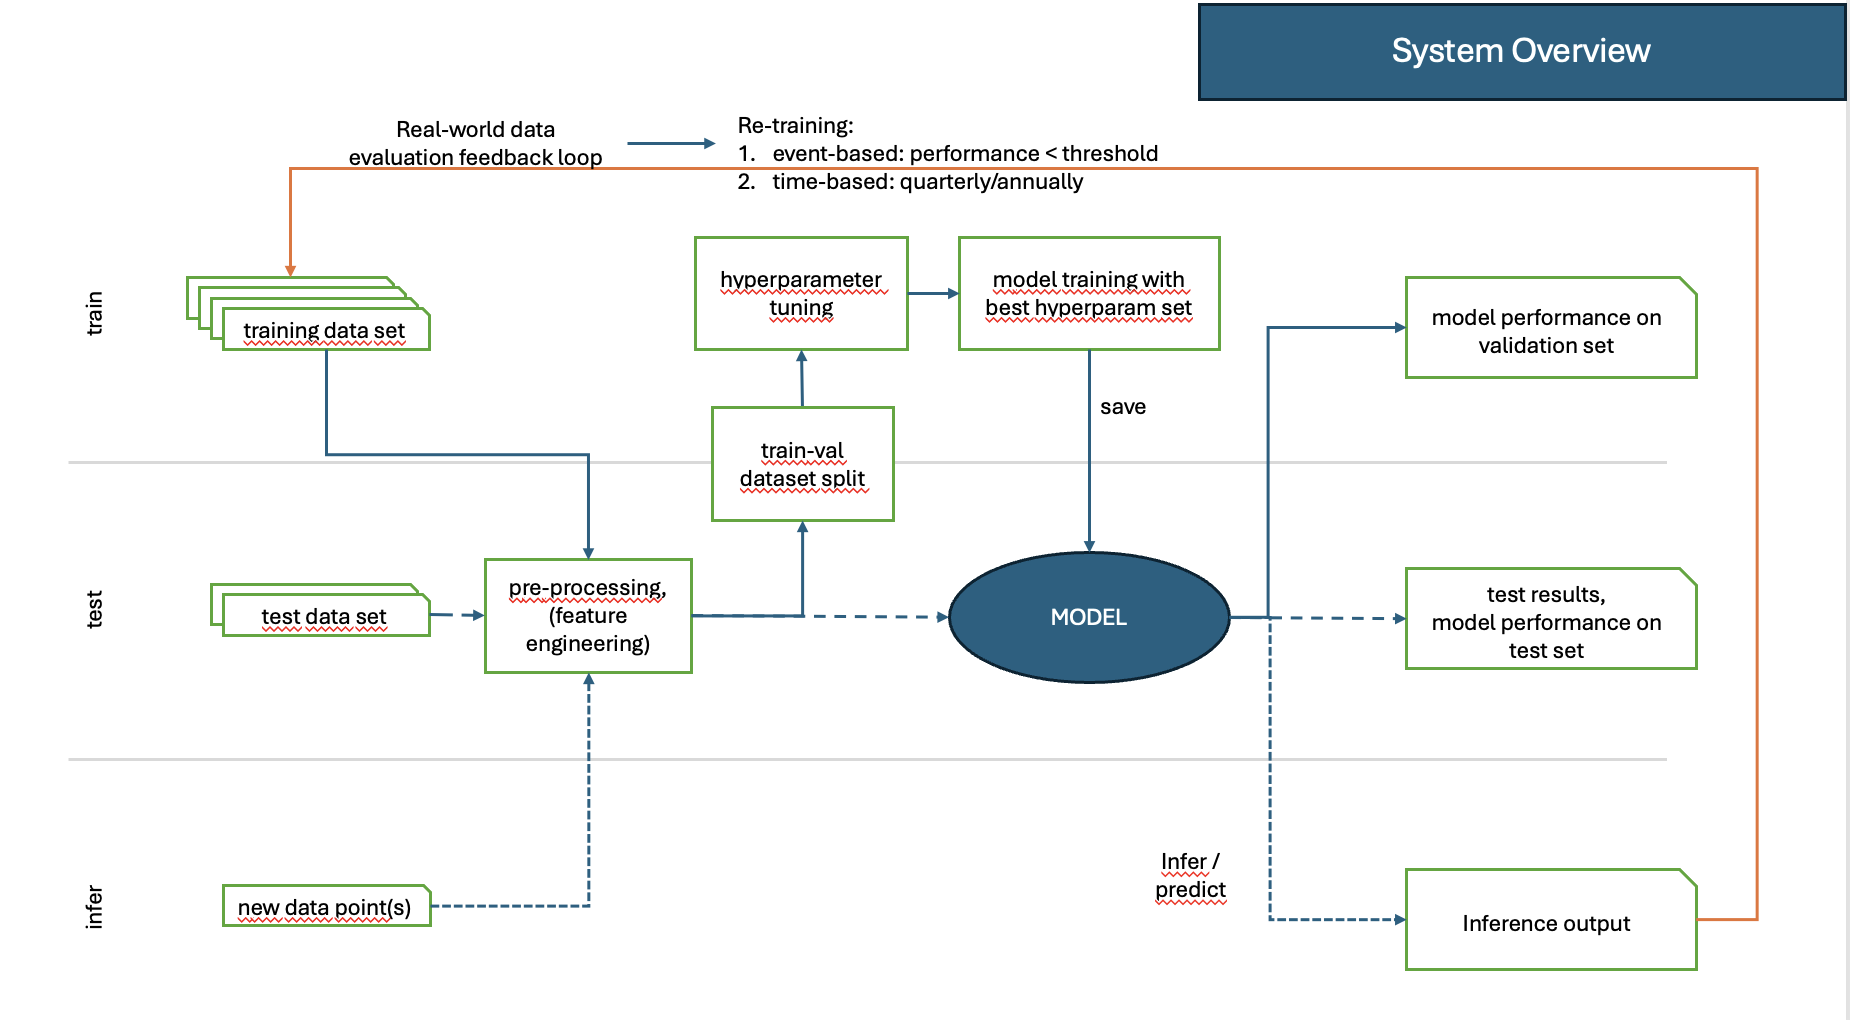 System Overview
Real-world data
evaluation feedback loop
Re-training:
1. event-based: performance < threshold
2. time-based: quarterly/annually
train
training data set
hyperparameter
tuning
model training with
best hyperparam set
model performance on
validation set
save
train-val
dataset split
test
test data set
pre-processing,
(feature
engineering)
MODEL
test results,
model performance on
test set
infer
new data point(s)
Infer /
predict
Inference output